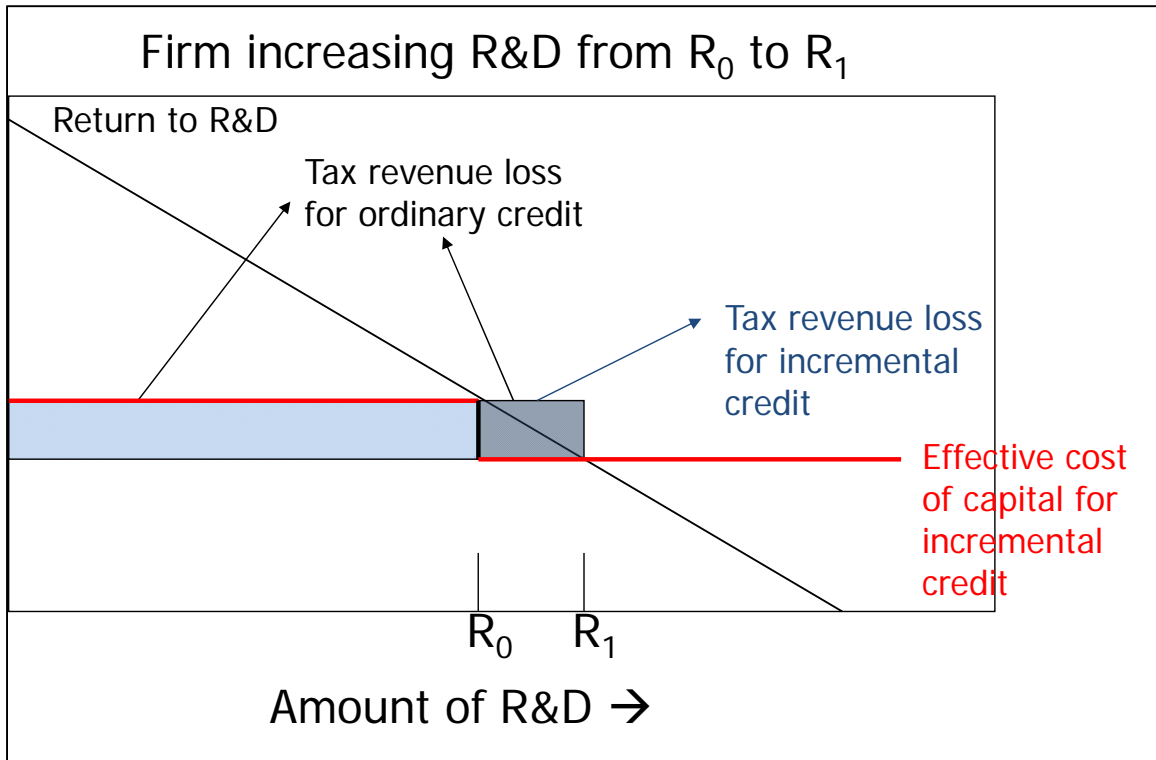 Firm increasing R&D from R₀ to R₁
Return to R&D
Tax revenue loss
for ordinary credit
Tax revenue loss
for incremental
credit
Effective cost
of capital for
incremental
credit
R₀
R₁
Amount of R&D →